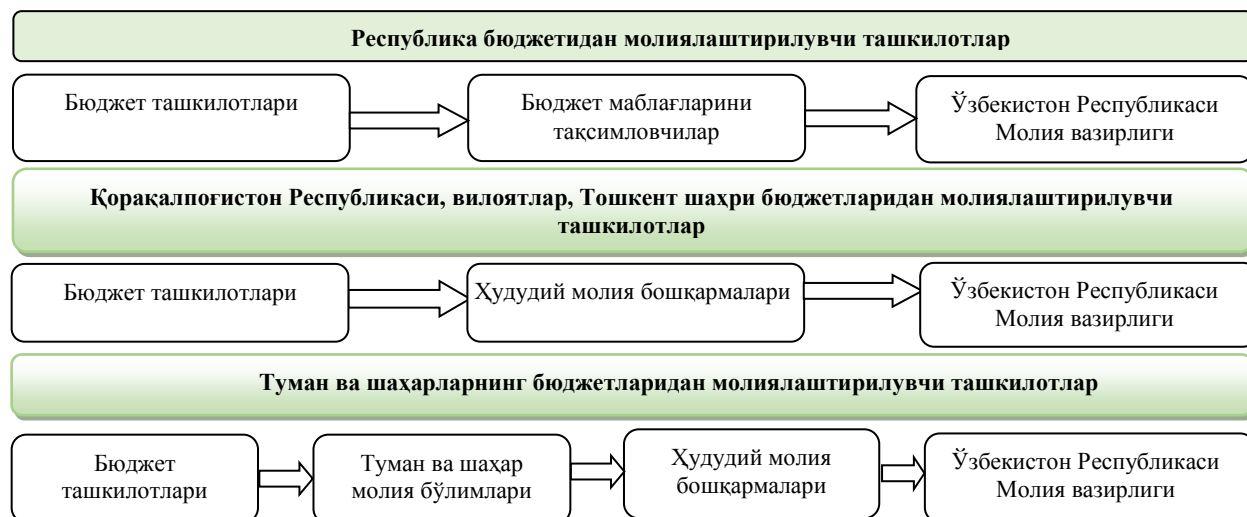 Республика бюджетидан молиялаштирилувчи ташкилотлар
Бюджет ташкилотлари
Бюджет маблағларини
тақсимловчилар
Ўзбекистон Республикаси
Молия вазирлиги
Қорақалпоғистон Республикаси, вилоятлар, Тошкент шаҳри бюджетларидан молиялаштирилувчи
ташкилотлар
Бюджет ташкилотлари
Ҳудудий молия бошқармалари
Ўзбекистон Республикаси
Молия вазирлиги
Туман ва шаҳарларнинг бюджетларидан молиялаштирилувчи ташкилотлар
Бюджет
ташкилотлари
Туман ва шаҳар
молия бўлимлари
Ҳудудий молия
бошқармалари
Ўзбекистон Республикаси
Молия вазирлиги